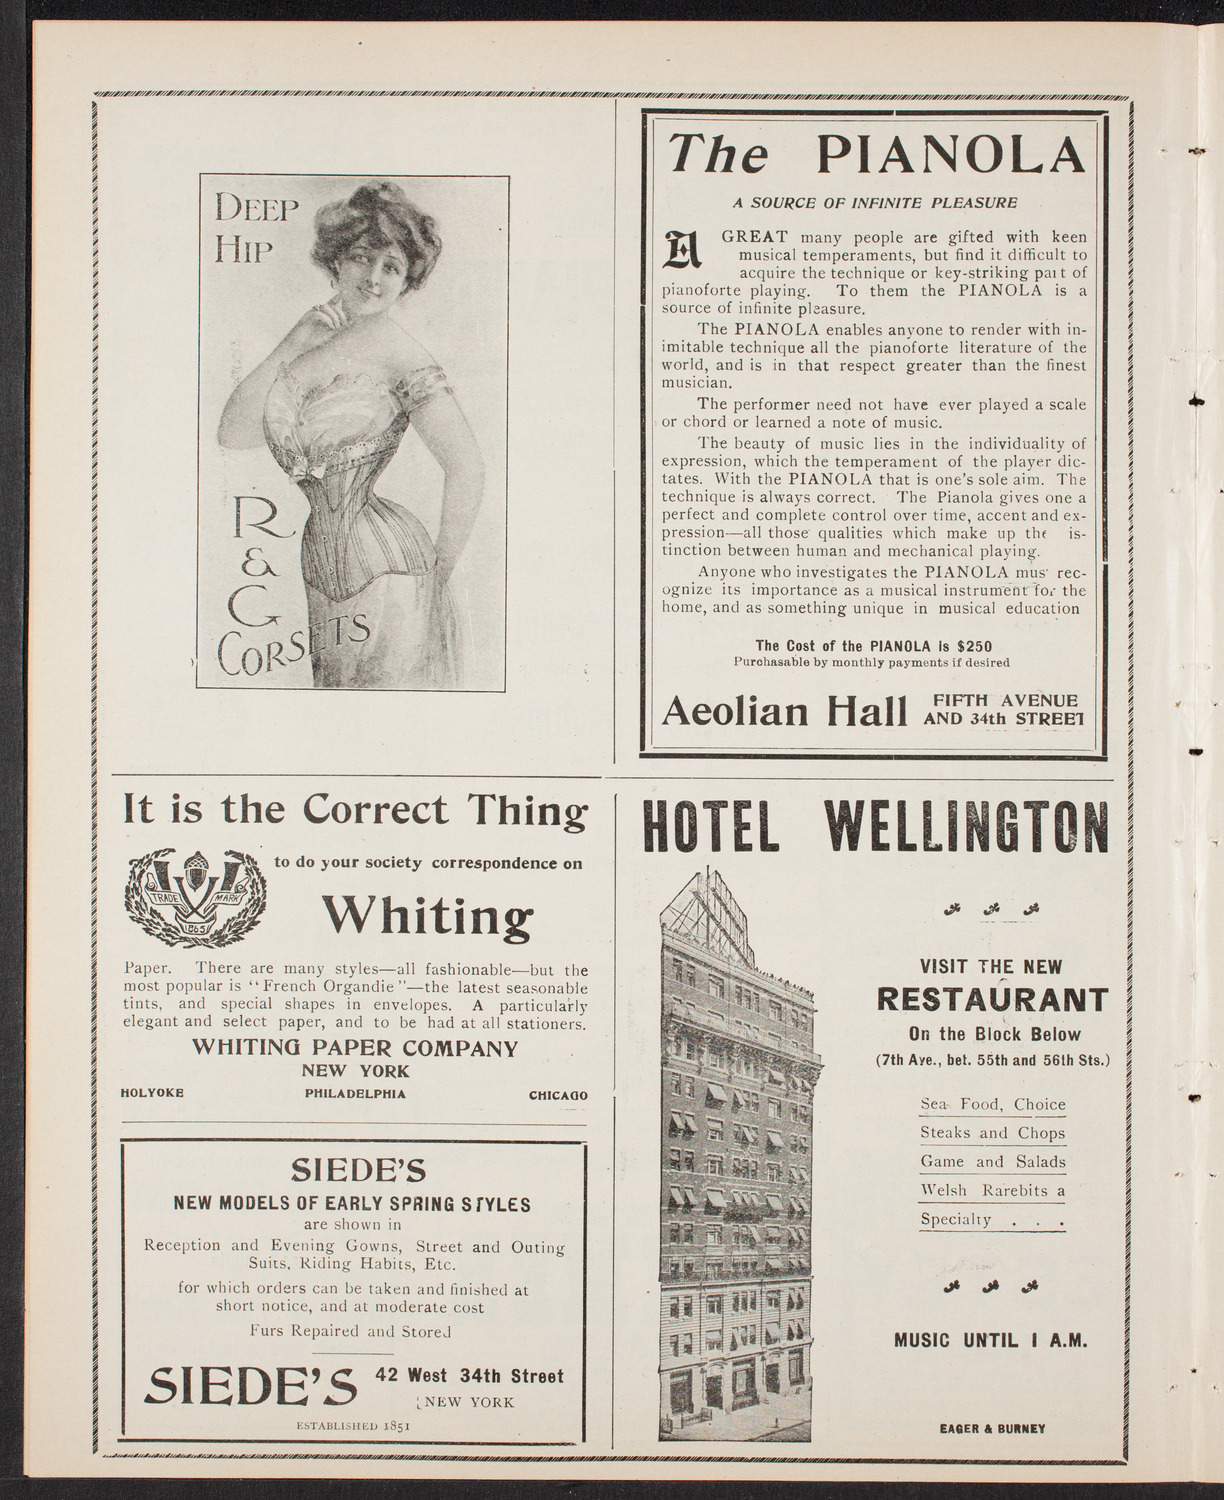 DEEP
HIP
R
&
G
CORSETS
The PIANOLA
A SOURCE OF INFINITE PLEASURE
A GREAT many people are gifted with keen
musical temperaments, but find it difficult to
acquire the technique or key-striking part of
pianoforte playing. To them the PIANOLA is a
source of infinite pleasure.
The PIANOLA enables anyone to render with in-
imitable technique all the pianoforte literature of the
world, and is in that respect greater than the finest
musician.
The performer need not have ever played a scale
or chord or learned a note of music.
The beauty of music lies in the individuality of
expression, which the temperament of the player dic-
tates. With the PIANOLA that is one's sole aim. The
technique is always correct. The Pianola gives one a
perfect and complete control over time, accent and ex-
pression—all those qualities which make up the is-
tinction between human and mechanical playing.
Anyone who investigates the PIANOLA mus rec-
ognize its importance as a musical instrument for the
home, and as something unique in musical education
The Cost of the PIANOLA is $250
Purchasable by monthly payments if desired
Aeolian Hall FIFTH AVENUE
AND 34th STREET
It is the Correct Thing
to do your society correspondence on
TRADE MARK
1865
Whiting
Paper. There are many styles—all fashionable—but the
most popular is "French Organdie"—the latest seasonable
tints, and special shapes in envelopes. A particularly
elegant and select paper, and to be had at all stationers.
WHITING PAPER COMPANY
NEW YORK
HOLYOKE PHILADELPHIA CHICAGO
SIEDE'S
NEW MODELS OF EARLY SPRING STYLES
are shown in
Reception and Evening Gowns, Street and Outing
Suits, Riding Habits, Etc.
for which orders can be taken and finished at
short notice, and at moderate cost
Furs Repaired and Stored
SIEDE'S 42 West 34th Street
NEW YORK
ESTABLISHED 1851
HOTEL WELLINGTON
VISIT THE NEW
RESTAURANT
On the Block Below
(7th Ave., bet. 55th and 56th Sts.)
Sea Food, Choice
Steaks and Chops
Game and Salads
Welsh Rarebits a
Specialty . . .
MUSIC UNTIL 1 A.M.
EAGER & BURNEY